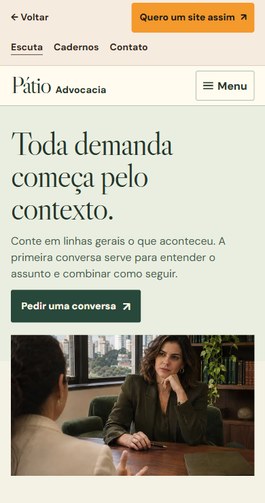 ← Voltar
Quero um site assim ↗
Escuta Cadernos Contato
Pátio Advocacia
Menu
Toda demanda
começa pelo
contexto.
Conte em linhas gerais o que aconteceu. A
primeira conversa serve para entender o
assunto e combinar como seguir.
Pedir uma conversa ↗